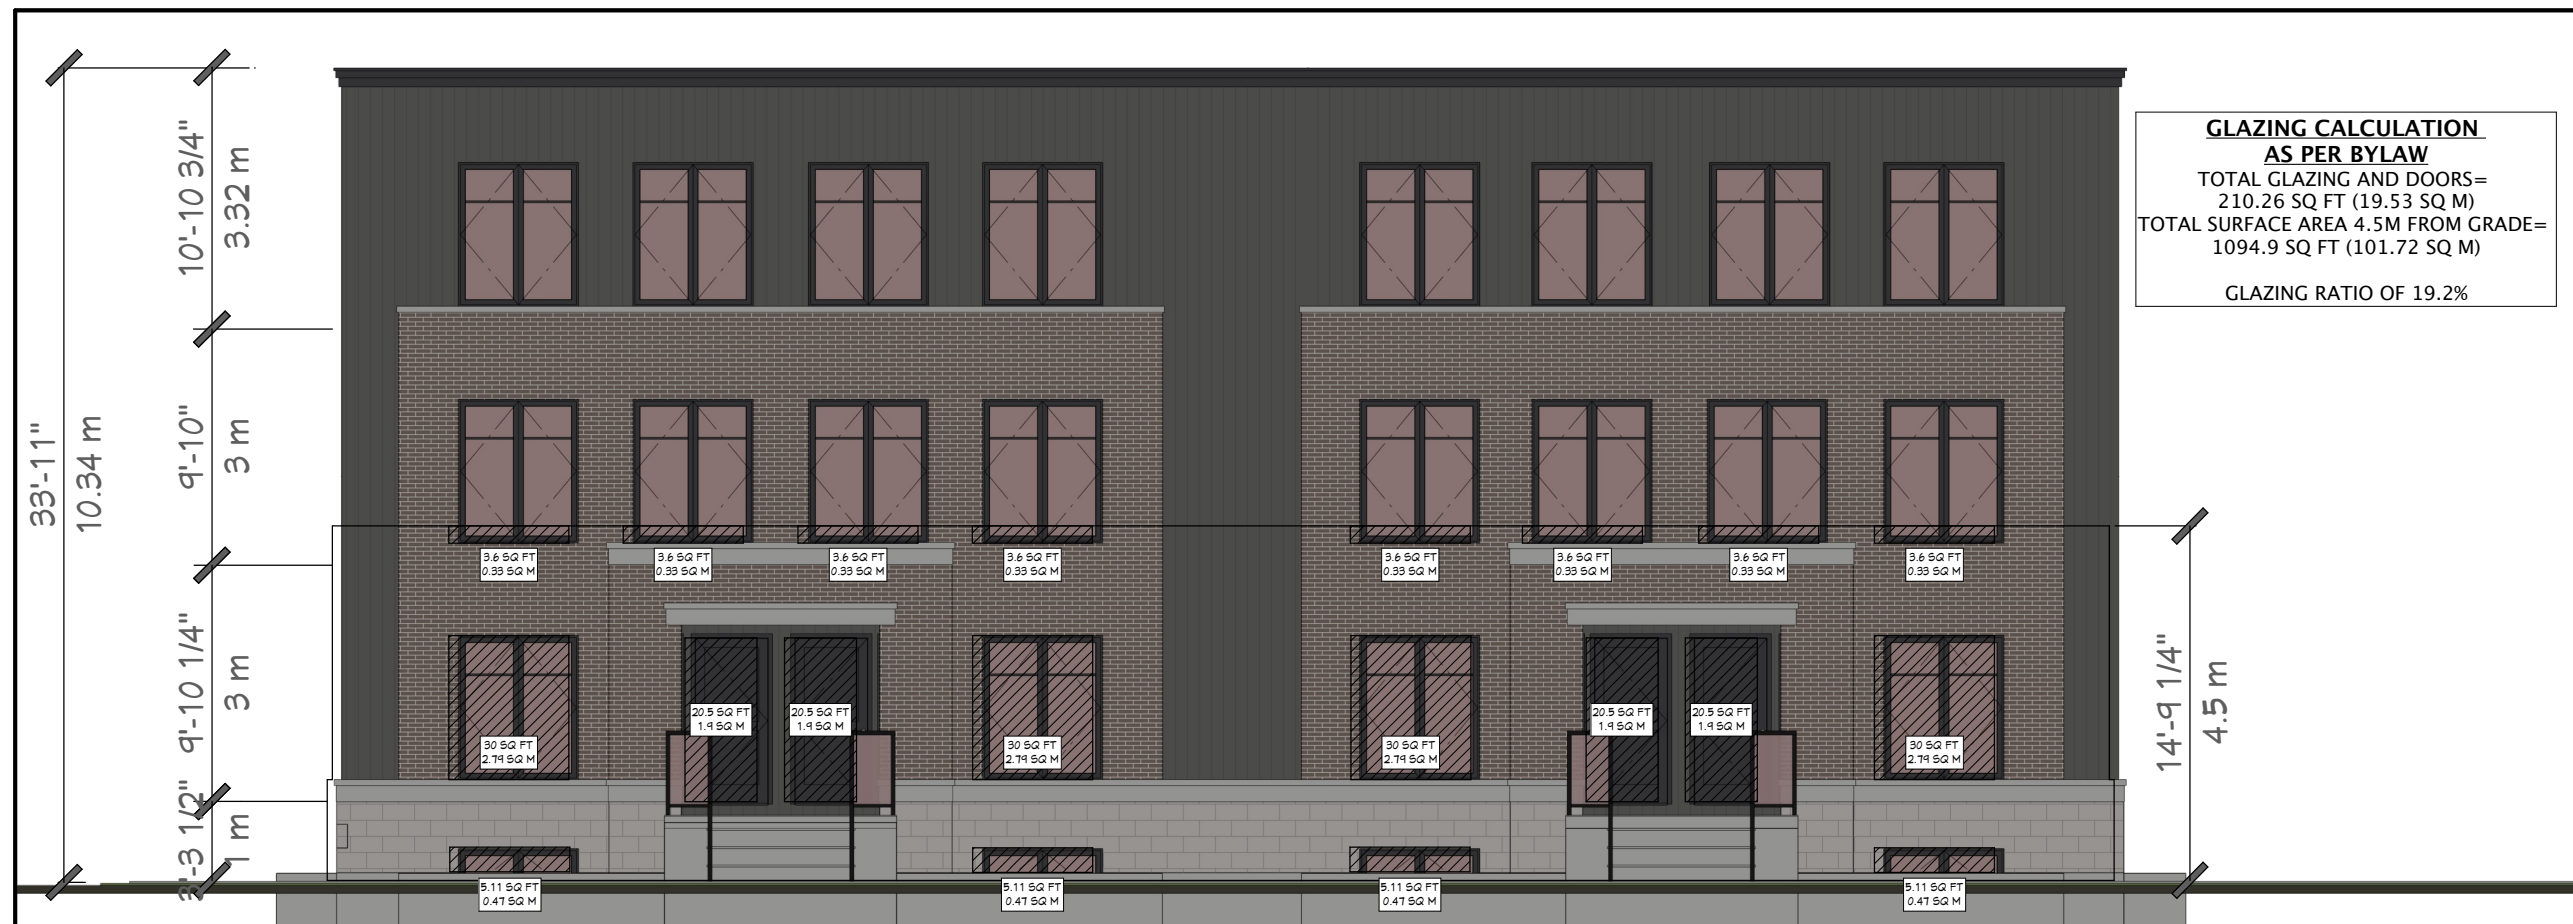 GLAZING CALCULATION
AS PER BYLAW
TOTAL GLAZING AND DOORS=
210.26 SQ FT (19.53 SQ M)
TOTAL SURFACE AREA 4.5M FROM GRADE=
1094.9 SQ FT (101.72 SQ M)
GLAZING RATIO OF 19.2%
33'-11"
10.34 m
10'-10 3/4"
3.32 m
9'-10"
3 m
9'-10 1/4"
3 m
3'-3 1/2"
1 m
14'-9 1/4"
4.5 m
3.6 SQ FT
0.33 SQ M
3.6 SQ FT
0.33 SQ M
3.6 SQ FT
0.33 SQ M
3.6 SQ FT
0.33 SQ M
3.6 SQ FT
0.33 SQ M
3.6 SQ FT
0.33 SQ M
3.6 SQ FT
0.33 SQ M
3.6 SQ FT
0.33 SQ M
20.5 SQ FT
1.9 SQ M
20.5 SQ FT
1.9 SQ M
20.5 SQ FT
1.9 SQ M
20.5 SQ FT
1.9 SQ M
30 SQ FT
2.79 SQ M
30 SQ FT
2.79 SQ M
30 SQ FT
2.79 SQ M
30 SQ FT
2.79 SQ M
5.11 SQ FT
0.47 SQ M
5.11 SQ FT
0.47 SQ M
5.11 SQ FT
0.47 SQ M
5.11 SQ FT
0.47 SQ M